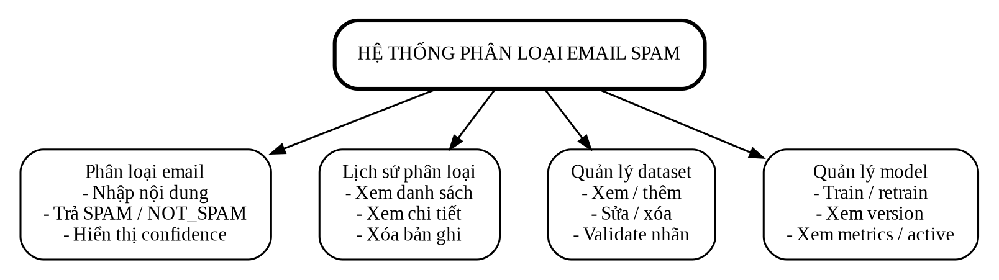 HỆ THỐNG PHÂN LOẠI EMAIL SPAM
Phân loại email
- Nhập nội dung
- Trả SPAM / NOT_SPAM
- Hiển thị confidence
Lịch sử phân loại
- Xem danh sách
- Xem chi tiết
- Xóa bản ghi
Quản lý dataset
- Xem / thêm
- Sửa / xóa
- Validate nhãn
Quản lý model
- Train / retrain
- Xem version
- Xem metrics / active